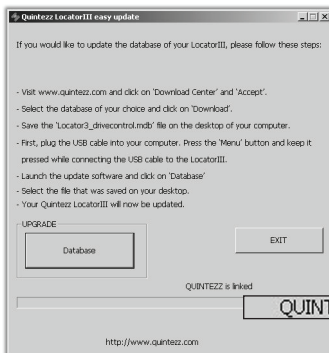 Quintezz LocatorIII easy update
If you would like to update the database of your LocatorIII, please follow these steps:
- Visit www.quintezz.com and click on 'Download Center' and 'Accept'.
- Select the database of your choice and click on 'Download'.
- Save the 'Locator3_drivecontrol.mdb' file on the desktop of your computer.
- First, plug the USB cable into your computer. Press the 'Menu' button and keep it
pressed while connecting the USB cable to the LocatorIII.
- Launch the update software and click on 'Database'
- Select the file that was saved on your desktop.
- Your Quintezz LocatorIII will now be updated.
UPGRADE
Database
EXIT
QUINTEZZ is linked
QUINT
http://www.quintezz.com